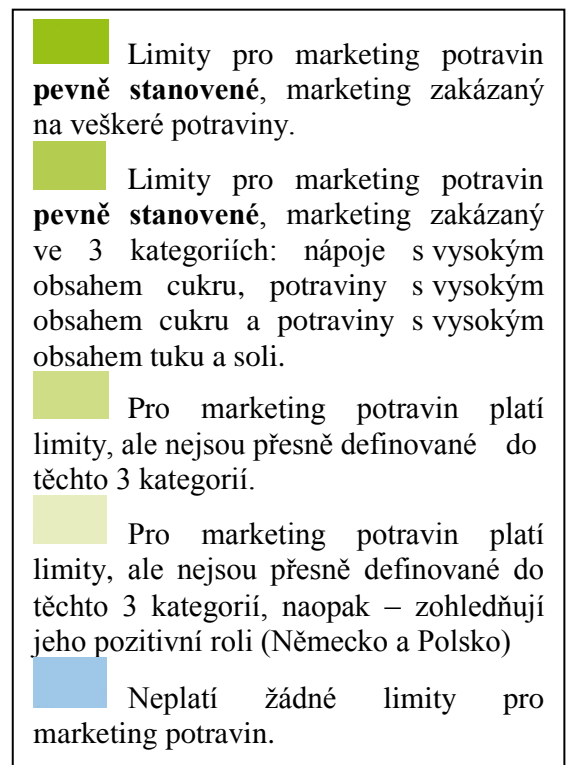 Limity pro marketing potravin
pevně stanovené, marketing zakázaný
na veškeré potraviny.
Limity pro marketing potravin
pevně stanovené, marketing zakázaný
ve 3 kategoriích: nápoje s vysokým
obsahem cukru, potraviny s vysokým
obsahem cukru a potraviny s vysokým
obsahem tuku a soli.
Pro marketing potravin platí
limity, ale nejsou přesně definované do
těchto 3 kategorií.
Pro marketing potravin platí
limity, ale nejsou přesně definované do
těchto 3 kategorií, naopak – zohledňují
jeho pozitivní roli (Německo a Polsko)
Neplatí žádné limity pro
marketing potravin.